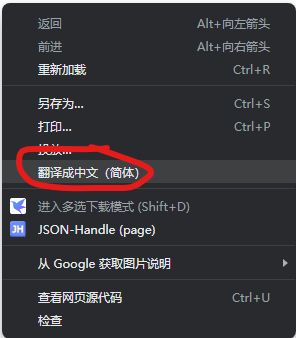 返回 Alt+向左箭头
前进 Alt+向右箭头
重新加载 Ctrl+R
另存为... Ctrl+S
打印... Ctrl+P
投放...
翻译成中文（简体）
进入多选下载模式 (Shift+D)
JH JSON-Handle (page)
从 Google 获取图片说明
查看网页源代码 Ctrl+U
检查